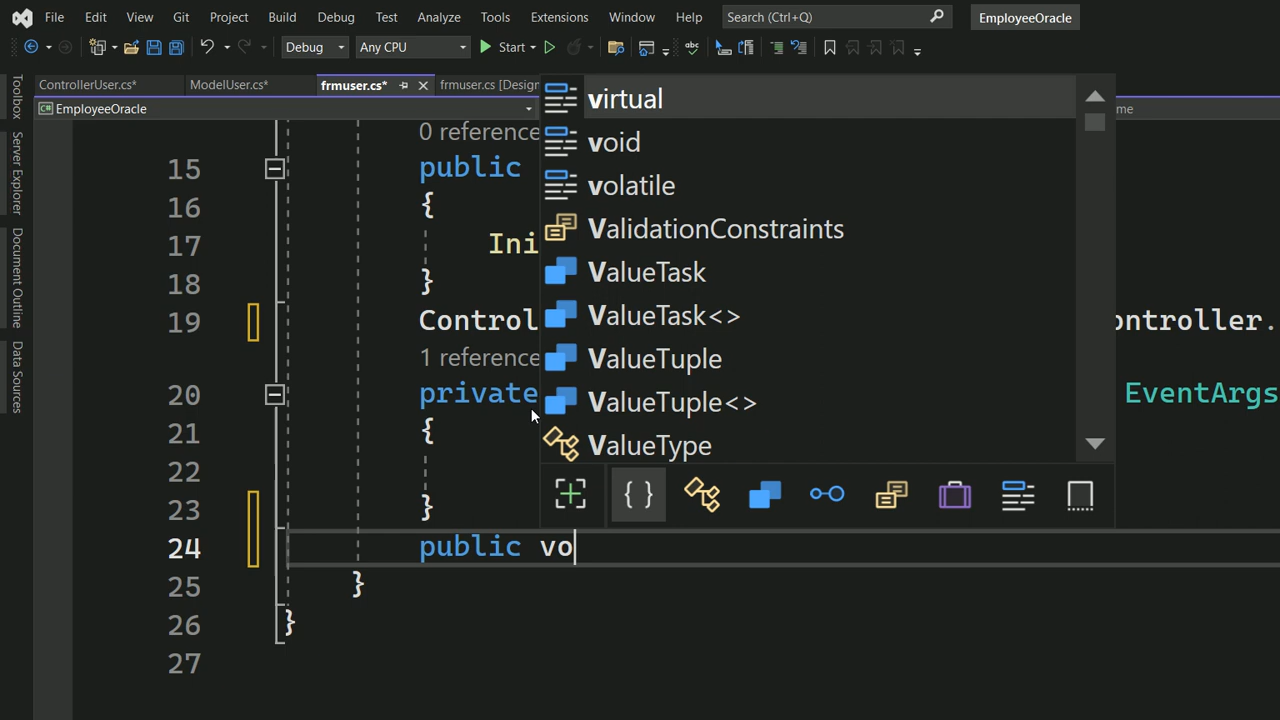 File Edit View Git Project Build Debug Test Analyze Tools Extensions Window Help Search (Ctrl+Q) EmployeeOracle
Debug Any CPU Start
ControllerUser.cs* ModelUser.cs* frmuser.cs* frmuser.cs [Desig
EmployeeOracle me
Toolbox
Server Explorer
Document Outline
Data Sources
virtual
void
volatile
ValidationConstraints
ValueTask
ValueTask<>
ValueTuple
ValueTuple<>
ValueType
0 reference
15 public
16 {
17 Ini
18 }
19 Control ontroller.
1 reference
20 private EventArgs
21 {
22
23 }
24 public vo
25 }
26 }
27